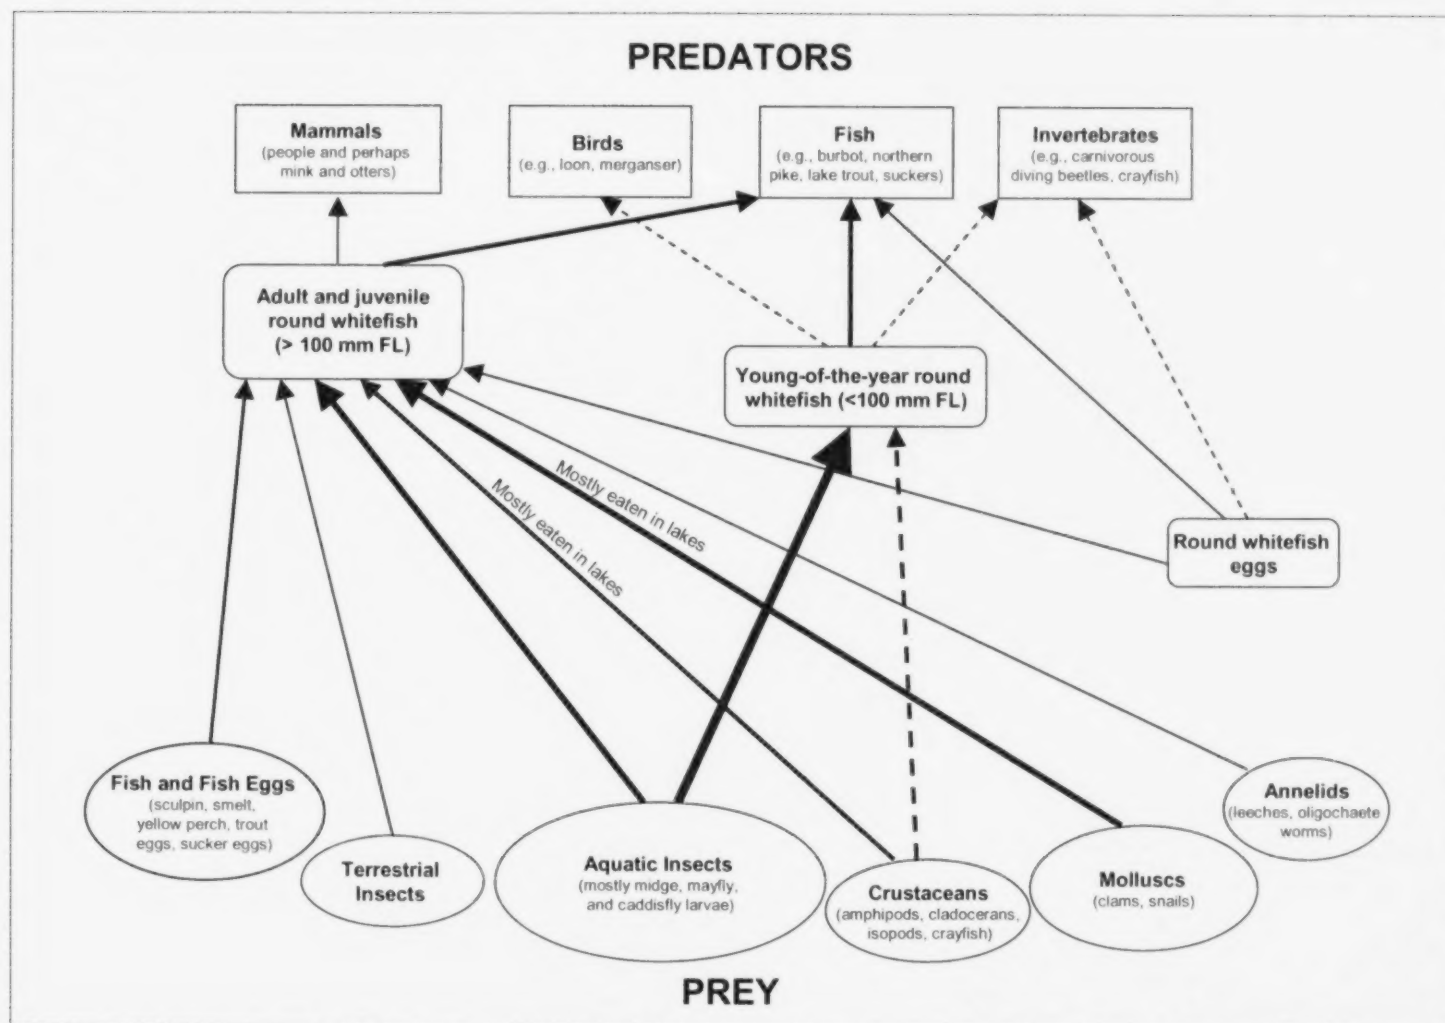 PREDATORS
Mammals
(people and perhaps
mink and otters)
Birds
(e.g., loon, merganser)
Fish
(e.g., burbot, northern
pike, lake trout, suckers)
Invertebrates
(e.g., carnivorous
diving beetles, crayfish)
Adult and juvenile
round whitefish
(> 100 mm FL)
Young-of-the-year round
whitefish (<100 mm FL)
Mostly eaten in lakes
Mostly eaten in lakes
Round whitefish
eggs
Fish and Fish Eggs
(sculpin, smelt,
yellow perch, trout
eggs, sucker eggs)
Terrestrial
Insects
Aquatic Insects
(mostly midge, mayfly,
and caddisfly larvae)
Crustaceans
(amphipods, cladocerans,
isopods, crayfish)
Molluscs
(clams, snails)
Annelids
(leeches, oligochaete
worms)
PREY